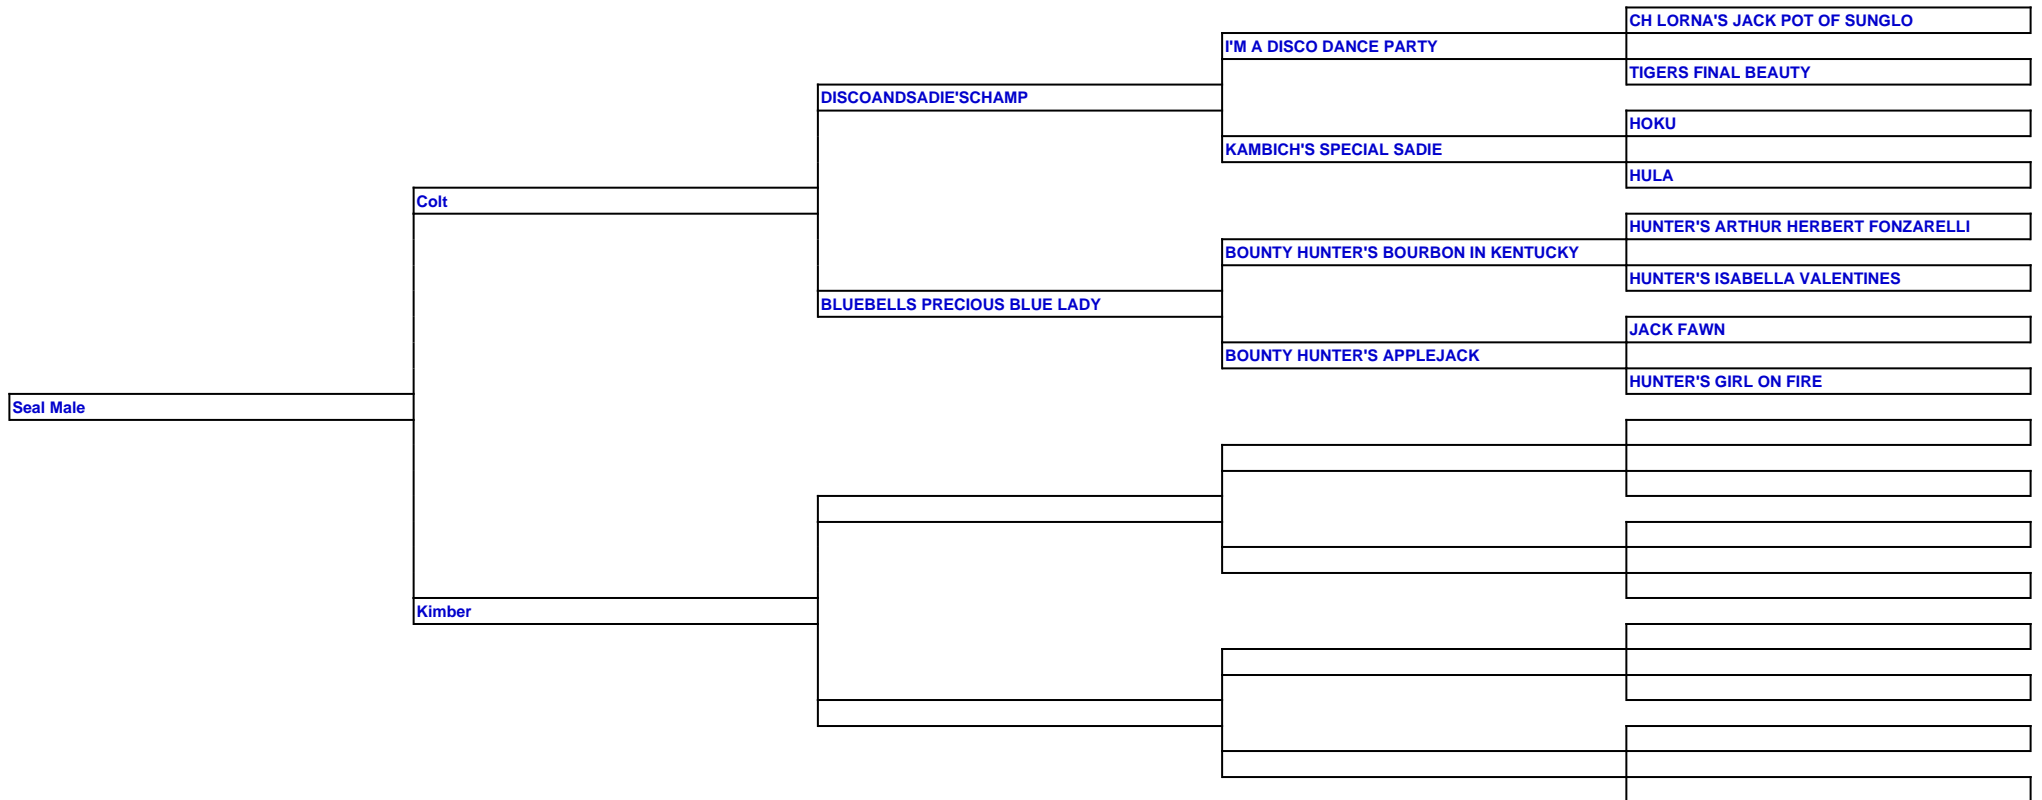 CH LORNA'S JACK POT OF SUNGLO
I'M A DISCO DANCE PARTY
TIGERS FINAL BEAUTY
DISCOANDSADIE'SCHAMP
HOKU
KAMBICH'S SPECIAL SADIE
HULA
Colt
HUNTER'S ARTHUR HERBERT FONZARELLI
BOUNTY HUNTER'S BOURBON IN KENTUCKY
HUNTER'S ISABELLA VALENTINES
BLUEBELLS PRECIOUS BLUE LADY
JACK FAWN
BOUNTY HUNTER'S APPLEJACK
HUNTER'S GIRL ON FIRE
Seal Male
Kimber